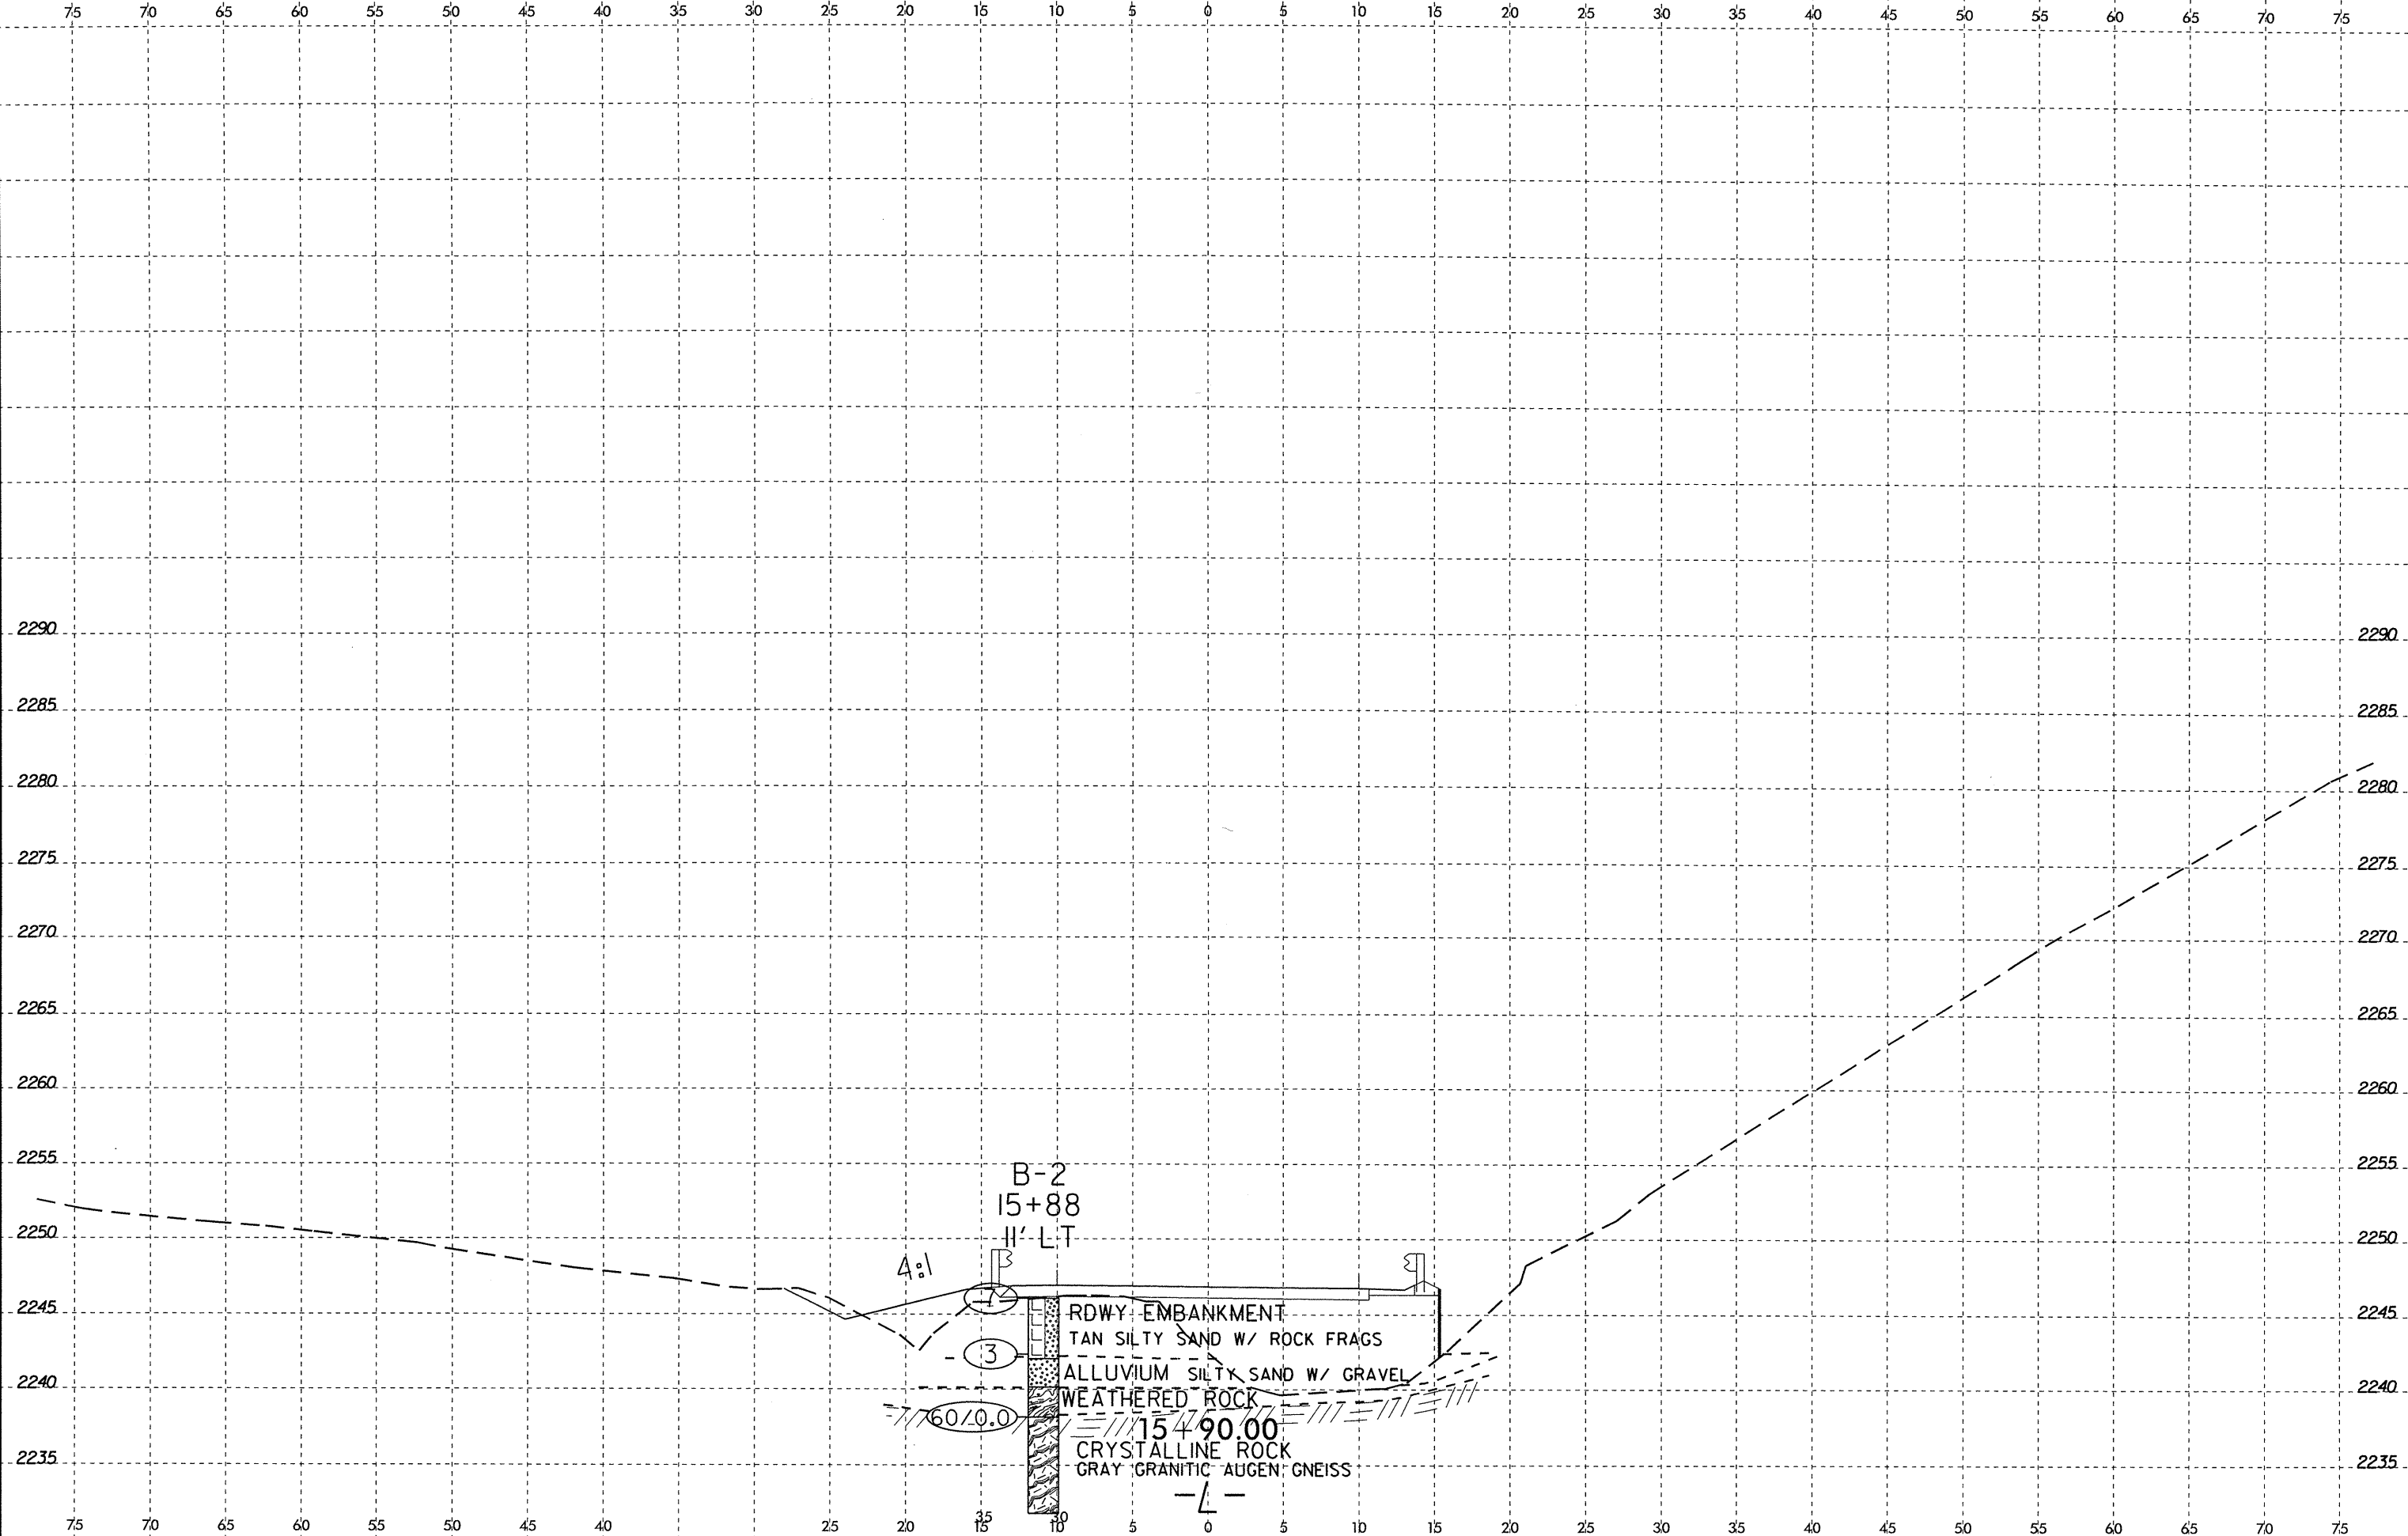 75 70 65 60 55 50 45 40 35 30 25 20 15 10 5 0 5 10 15 20 25 30 35 40 45 50 55 60 65 70 75
2290 2290
2285 2285
2280 2280
2275 2275
2270 2270
2265 2265
2260 2260
2255 2255
B-2
15+88
2250 11' LT 2250
4:1
2245 RDWY EMBANKMENT 2245
TAN SILTY SAND W/ ROCK FRAGS
3
ALLUVIUM SILTY SAND W/ GRAVEL
2240 2240
WEATHERED ROCK
60/0.0
15+90.00
CRYSTALLINE ROCK
2235 GRAY GRANITIC AUGEN GNEISS 2235
-L-
35 30
75 70 65 60 55 50 45 40 25 20 15 10 5 0 5 10 15 20 25 30 35 40 45 50 55 60 65 70 75